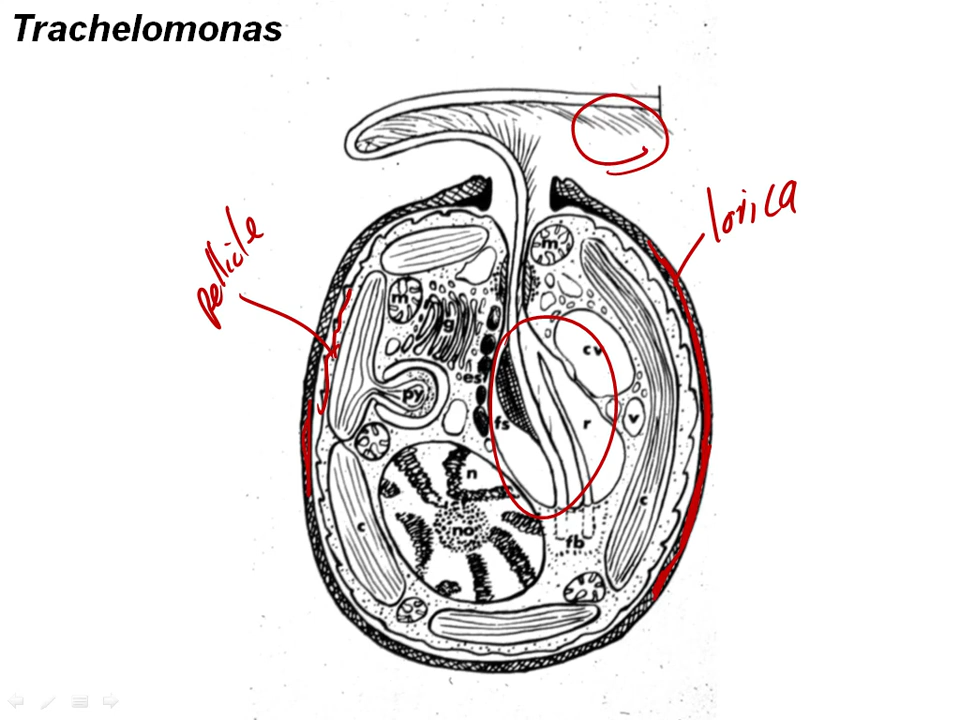 Trachelomonas
pellicle
lorica
m
m
g
cv
es
py
fs
r
v
n
c
c
no
fb